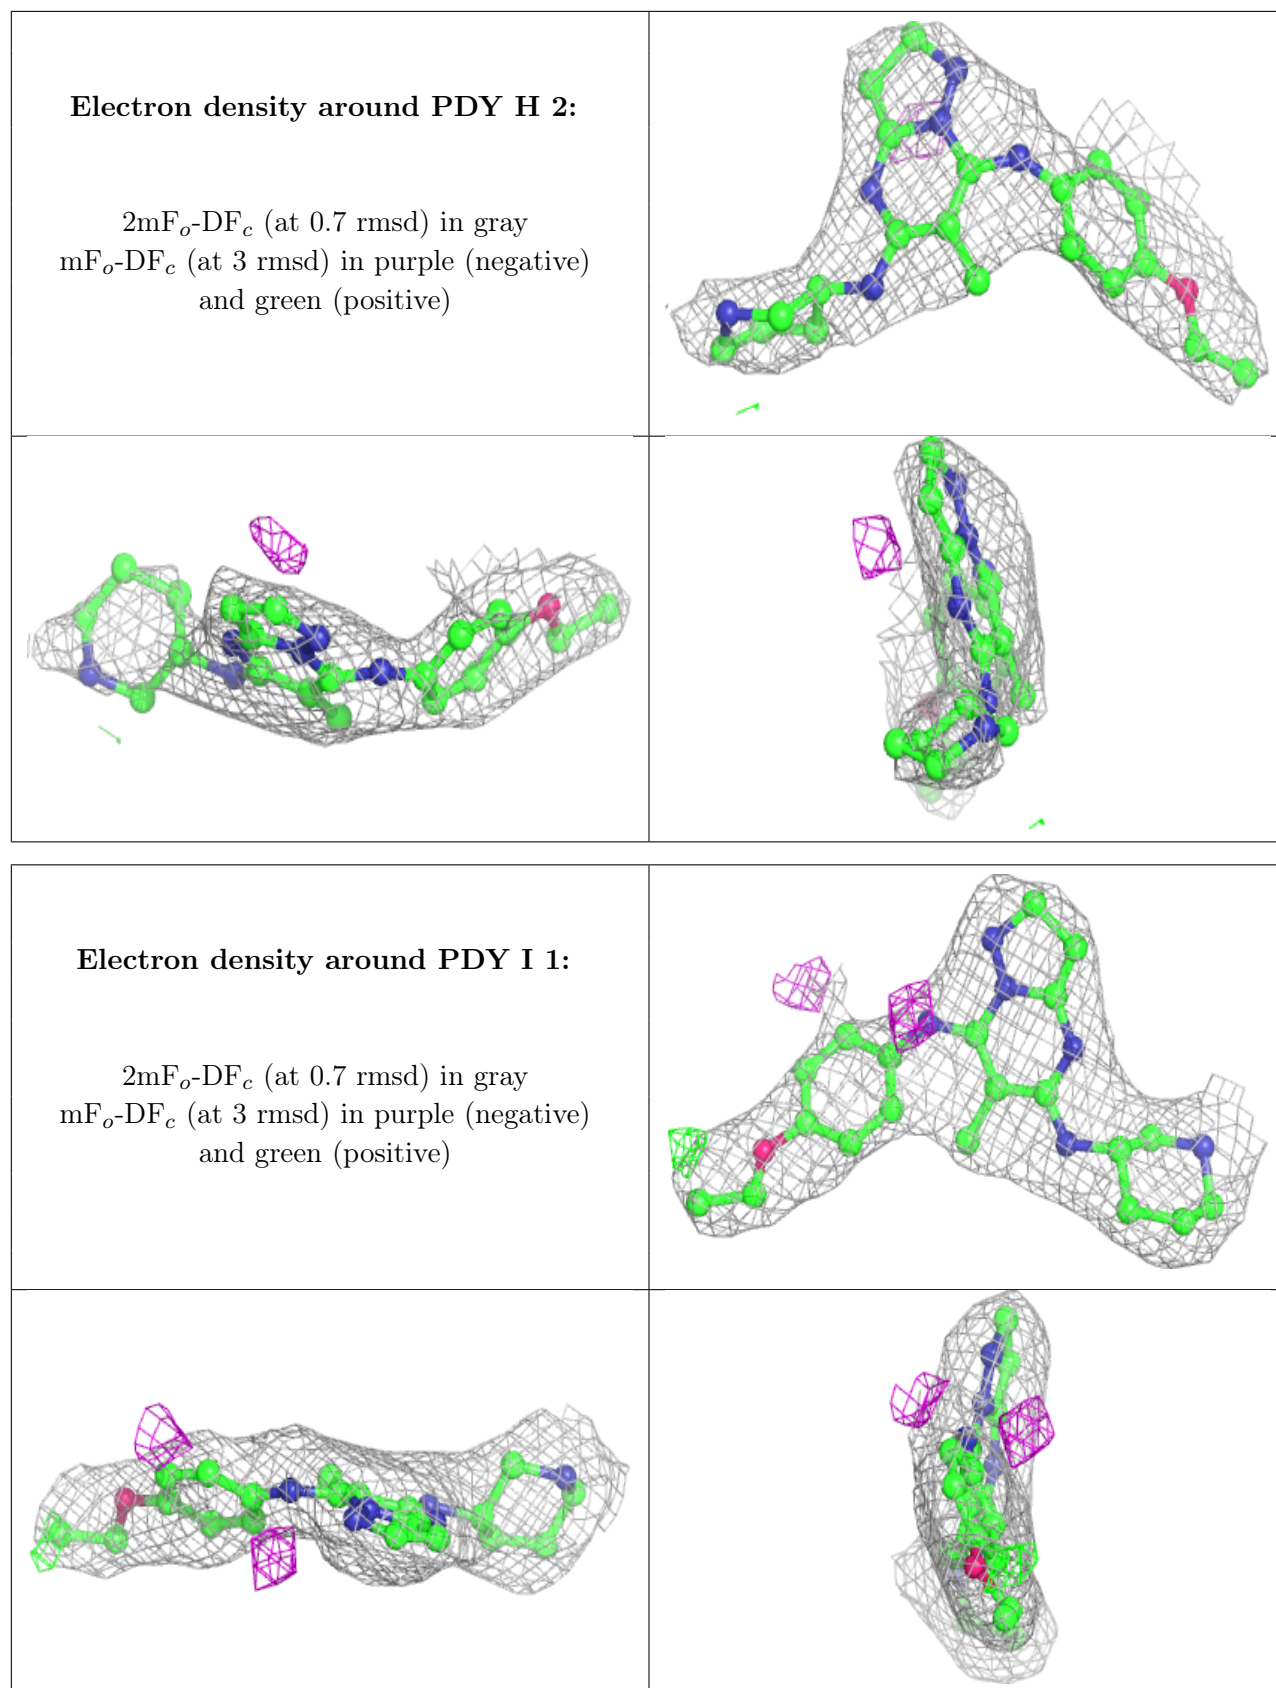 Electron density around PDY H 2:
2mFo-DFc (at 0.7 rmsd) in gray
mFo-DFc (at 3 rmsd) in purple (negative)
and green (positive)
Electron density around PDY I 1:
2mFo-DFc (at 0.7 rmsd) in gray
mFo-DFc (at 3 rmsd) in purple (negative)
and green (positive)